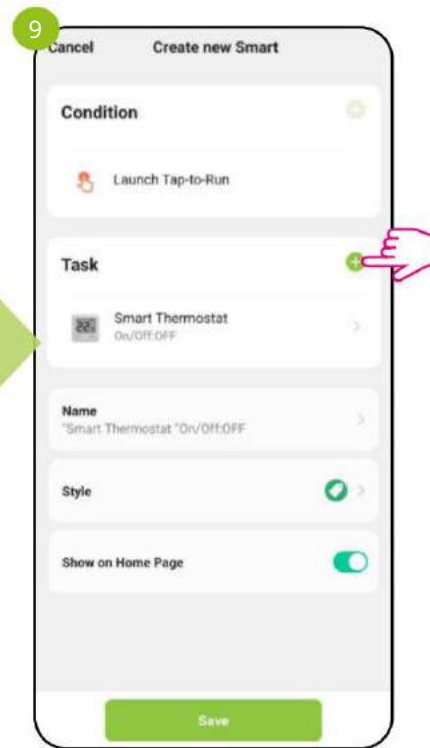 9
Cancel Create new Smart
Condition
Launch Tap-to-Run
Task
Smart Thermostat
On/Off:OFF
Name
"Smart Thermostat "On/Off:OFF
Style
Show on Home Page
Save